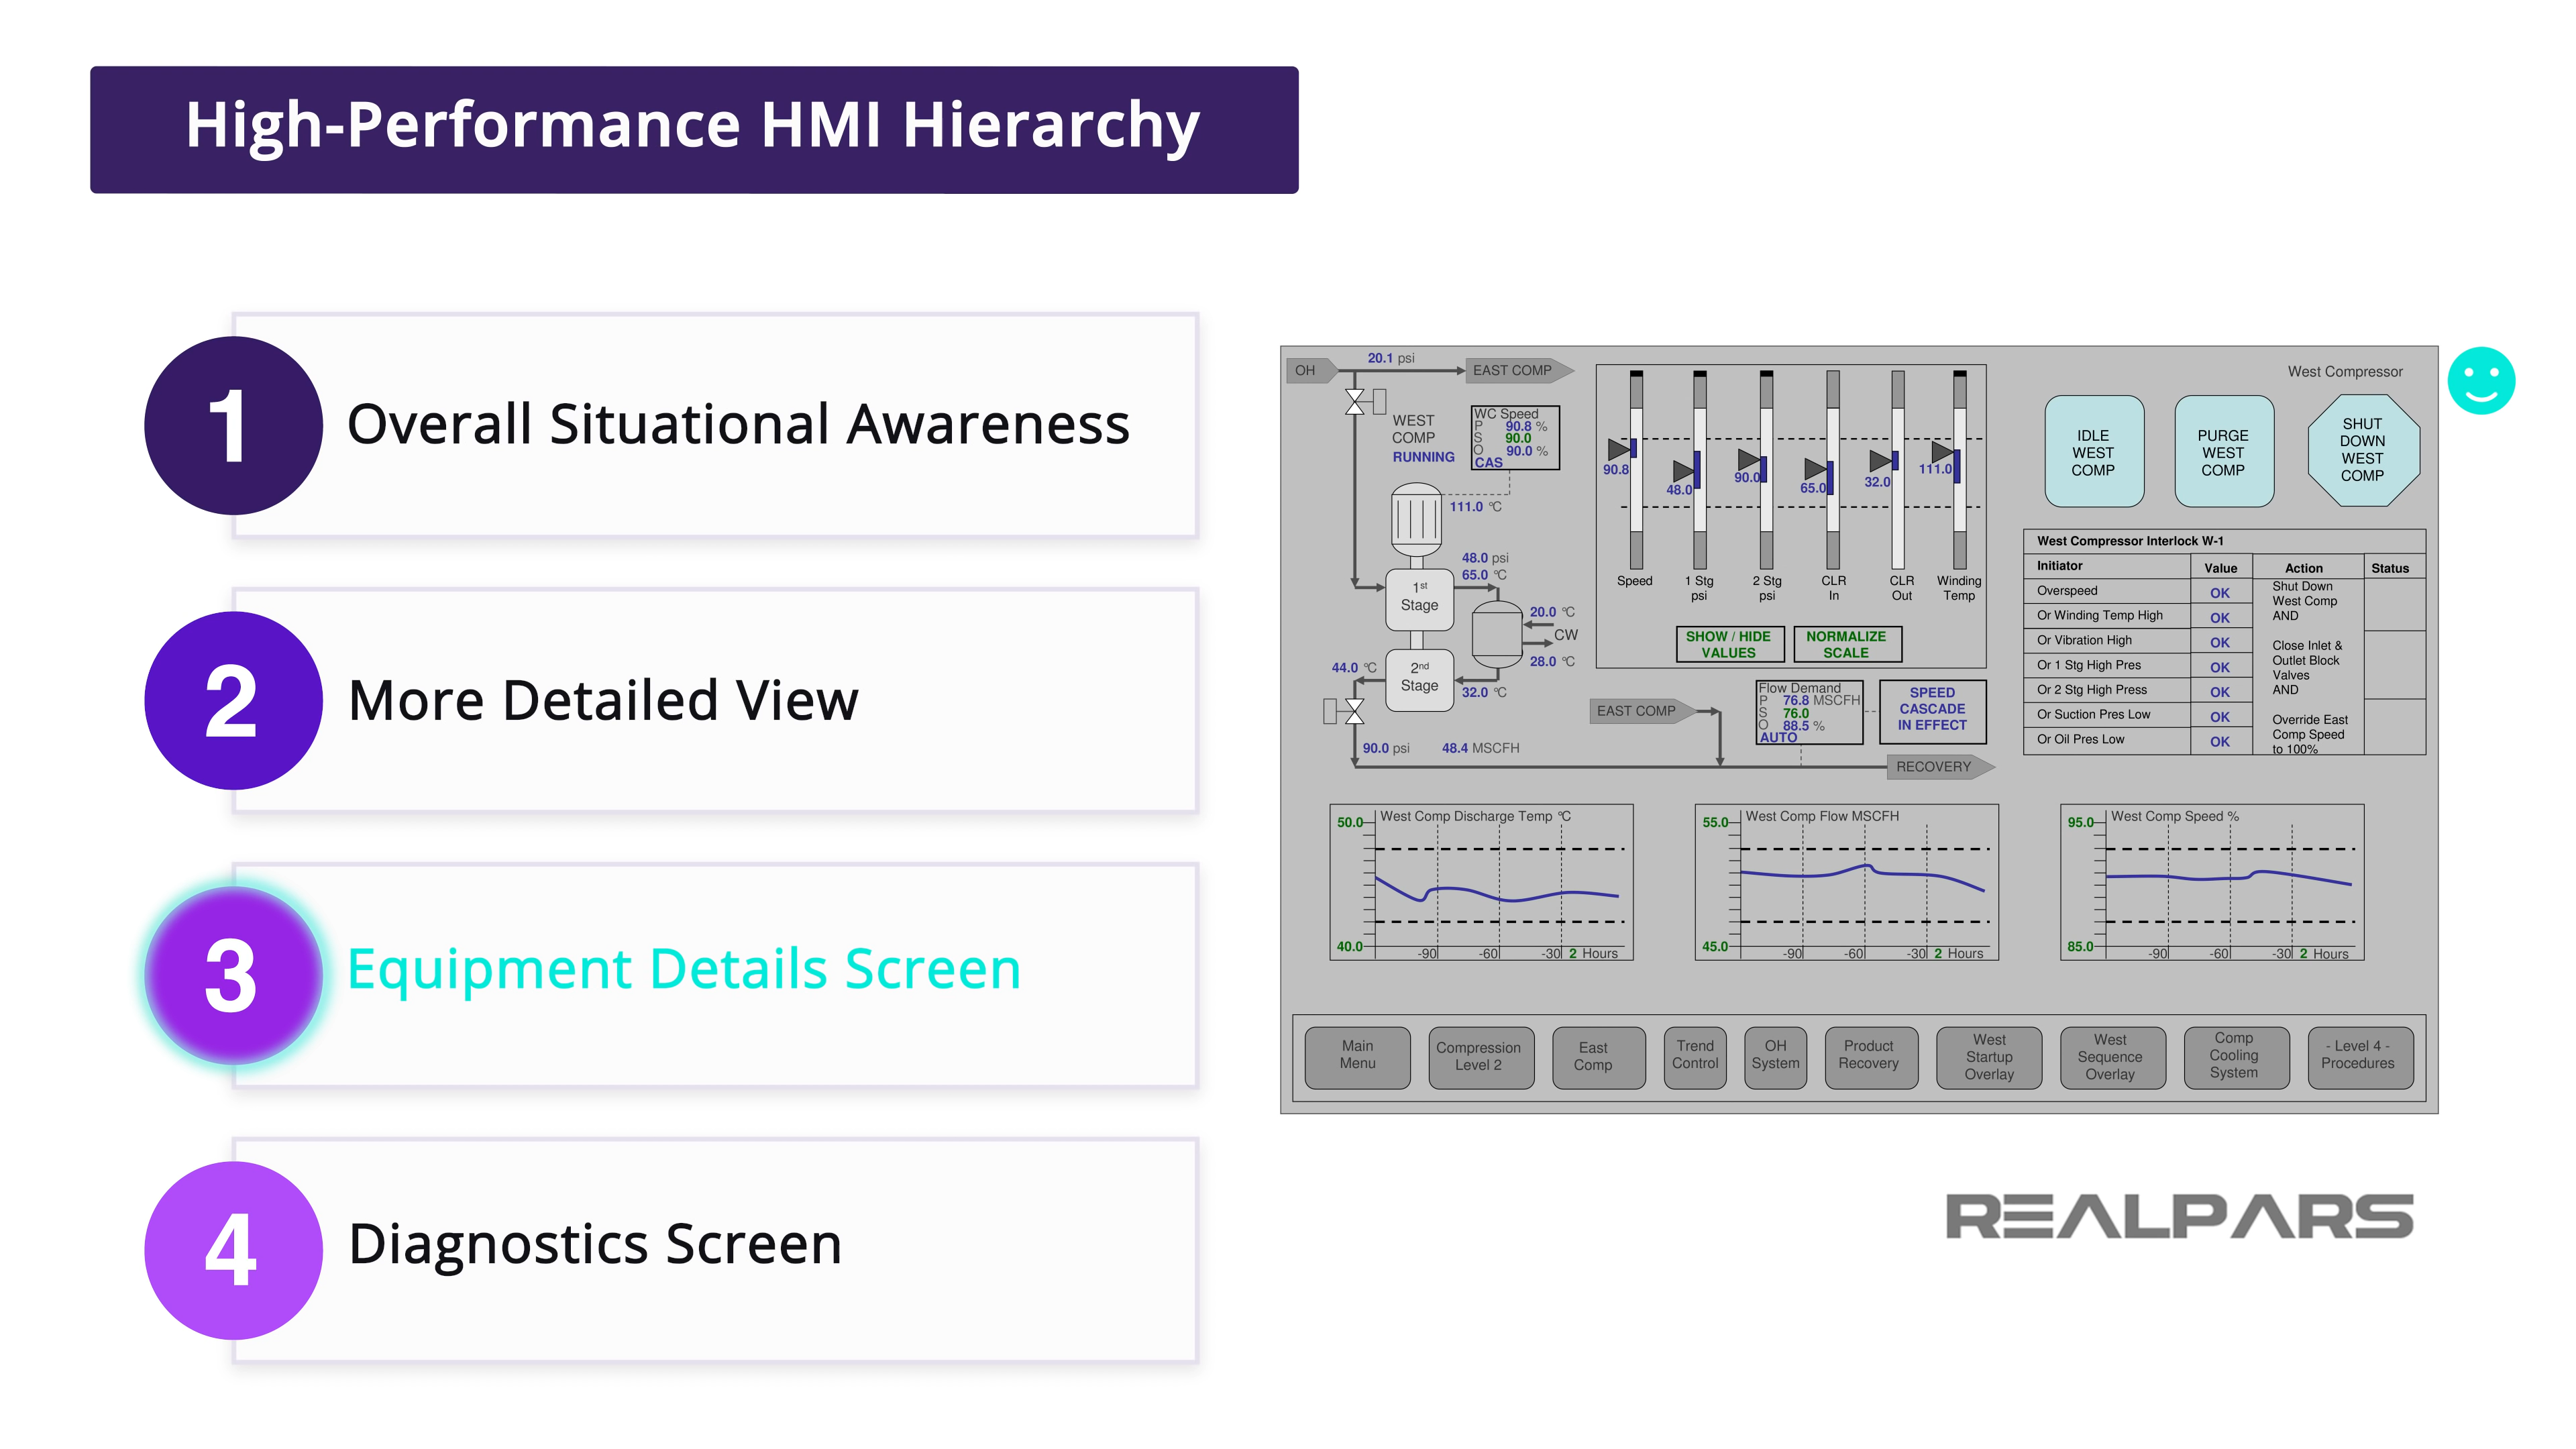 High-Performance HMI Hierarchy
1
Overall Situational Awareness
2
More Detailed View
3
Equipment Details Screen
4
Diagnostics Screen
OH
20.1 psi
EAST COMP
WEST
COMP
RUNNING
WC Speed
P 90.8 %
S 90.0
O 90.0 %
CAS
111.0 °C
48.0 psi
65.0 °C
1st
Stage
20.0 °C
CW
28.0 °C
44.0 °C
2nd
Stage
32.0 °C
90.0 psi
48.4 MSCFH
90.8
48.0
90.0
65.0
32.0
111.0
Speed
1 Stg
psi
2 Stg
psi
CLR
In
CLR
Out
Winding
Temp
SHOW / HIDE
VALUES
NORMALIZE
SCALE
EAST COMP
Flow Demand
P 76.8 MSCFH
S 76.0
O 88.5 %
AUTO
SPEED
CASCADE
IN EFFECT
RECOVERY
West Compressor
IDLE
WEST
COMP
PURGE
WEST
COMP
SHUT
DOWN
WEST
COMP
West Compressor Interlock W-1
Initiator Value Action Status
Overspeed OK
Or Winding Temp High OK
Or Vibration High OK
Or 1 Stg High Pres OK
Or 2 Stg High Press OK
Or Suction Pres Low OK
Or Oil Pres Low OK
Shut Down
West Comp
AND
Close Inlet &
Outlet Block
Valves
AND
Override East
Comp Speed
to 100%
West Comp Discharge Temp °C
50.0
40.0
-90 -60 -30 2 Hours
West Comp Flow MSCFH
55.0
45.0
-90 -60 -30 2 Hours
West Comp Speed %
95.0
85.0
-90 -60 -30 2 Hours
Main
Menu
Compression
Level 2
East
Comp
Trend
Control
OH
System
Product
Recovery
West
Startup
Overlay
West
Sequence
Overlay
Comp
Cooling
System
- Level 4 -
Procedures
REALPARS